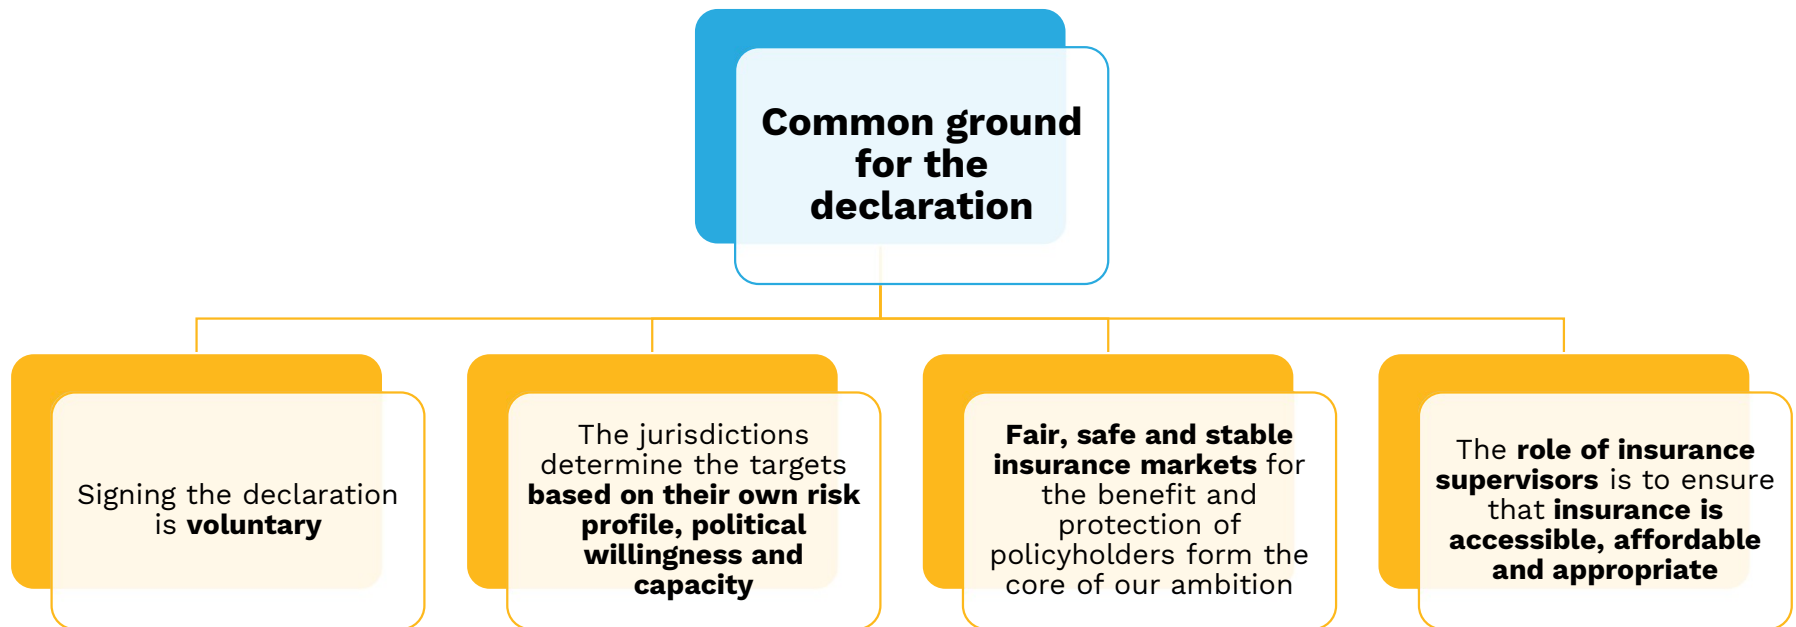 Common ground
for the
declaration
Signing the declaration
is voluntary
The jurisdictions
determine the targets
based on their own risk
profile, political
willingness and
capacity
Fair, safe and stable
insurance markets for
the benefit and
protection of
policyholders form the
core of our ambition
The role of insurance
supervisors is to ensure
that insurance is
accessible, affordable
and appropriate